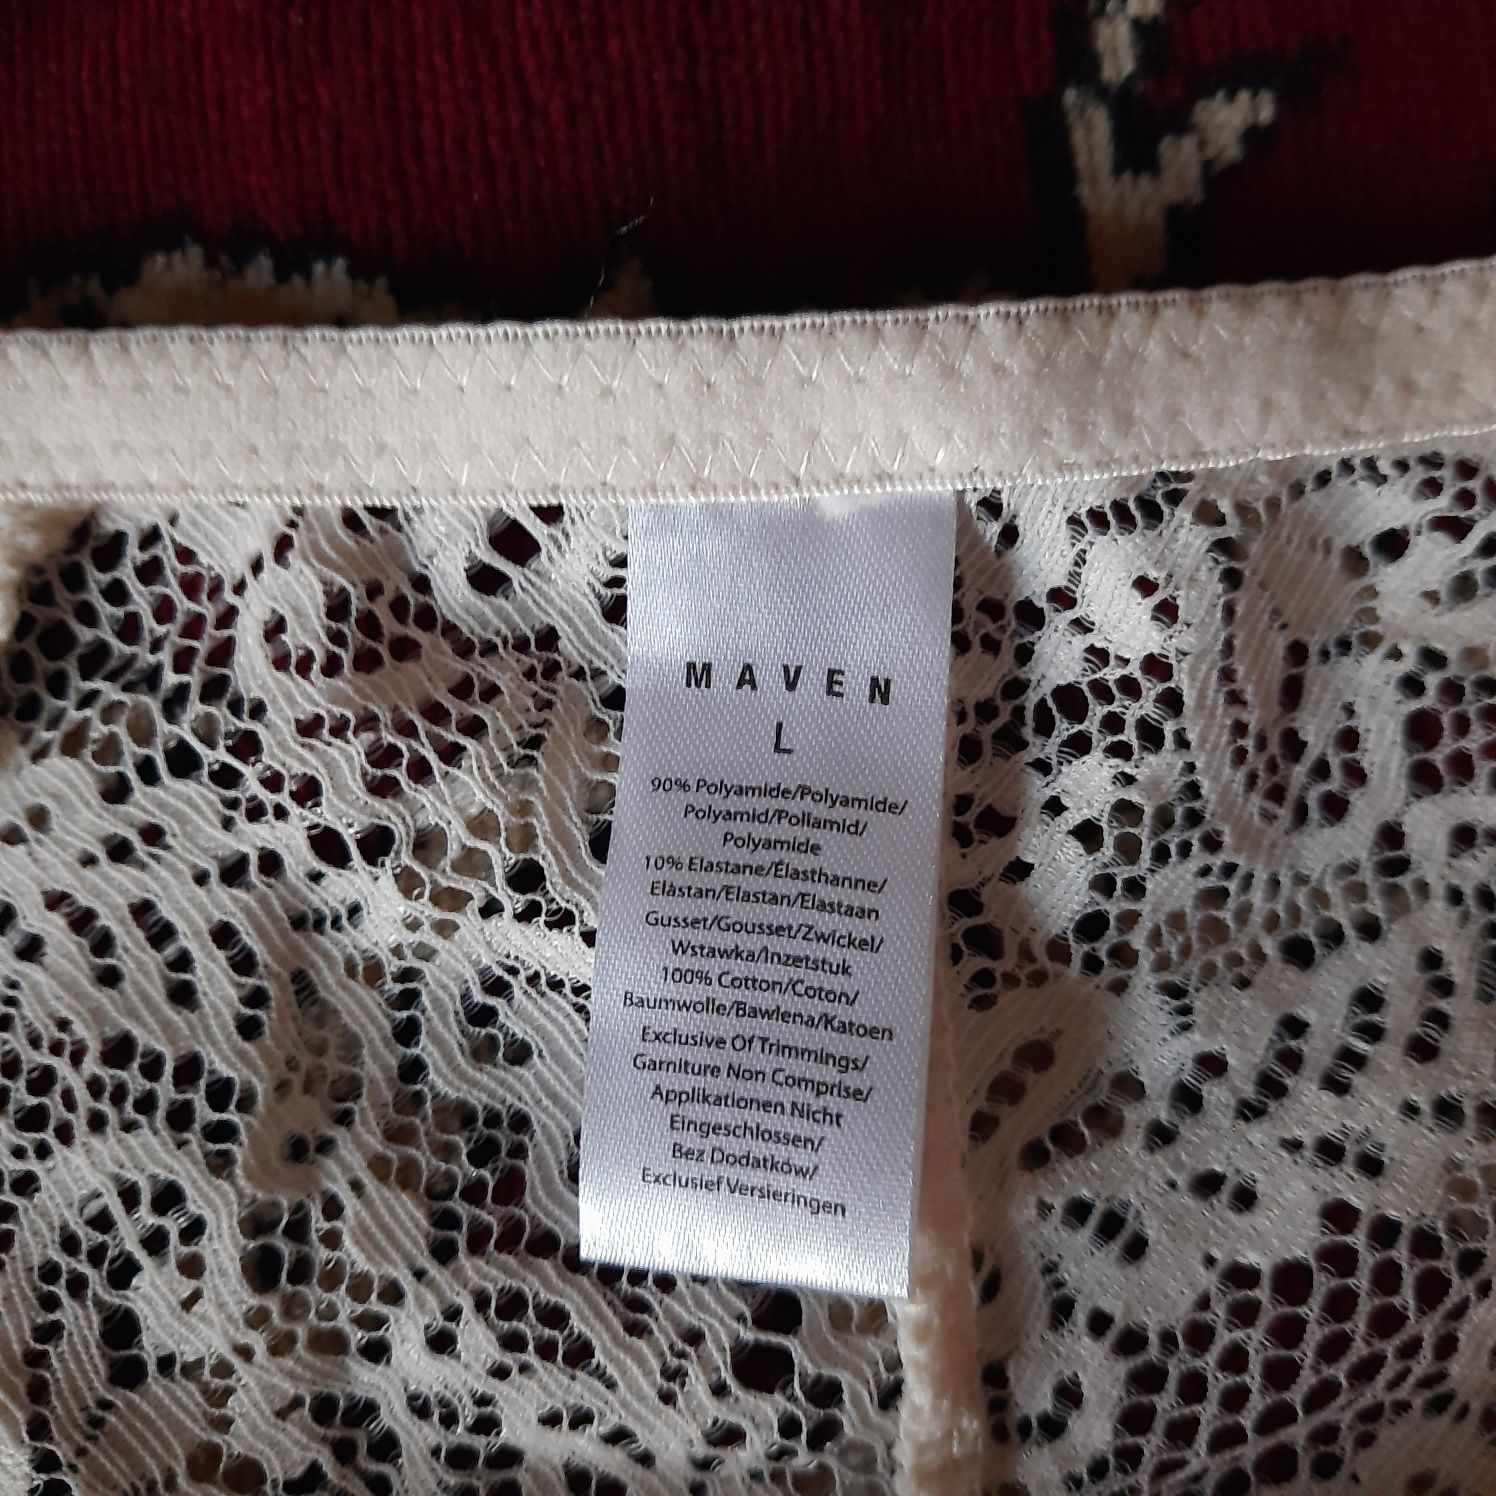 MAVEN
L
90% Polyamide/Polyamide/
Polyamid/Poliamid/
Polyamide
10% Elastane/Élasthanne/
Elástan/Elastan/Elastaan
Gusset/Gousset/Zwickel/
Wstawka/Inzetstuk
100% Cotton/Coton/
Baumwolle/Bawlena/Katoen
Exclusive Of Trimmings/
Garniture Non Comprise/
Applikationen Nicht
Eingeschlossen/
Bez Dodatków/
Exclusief Versieringen